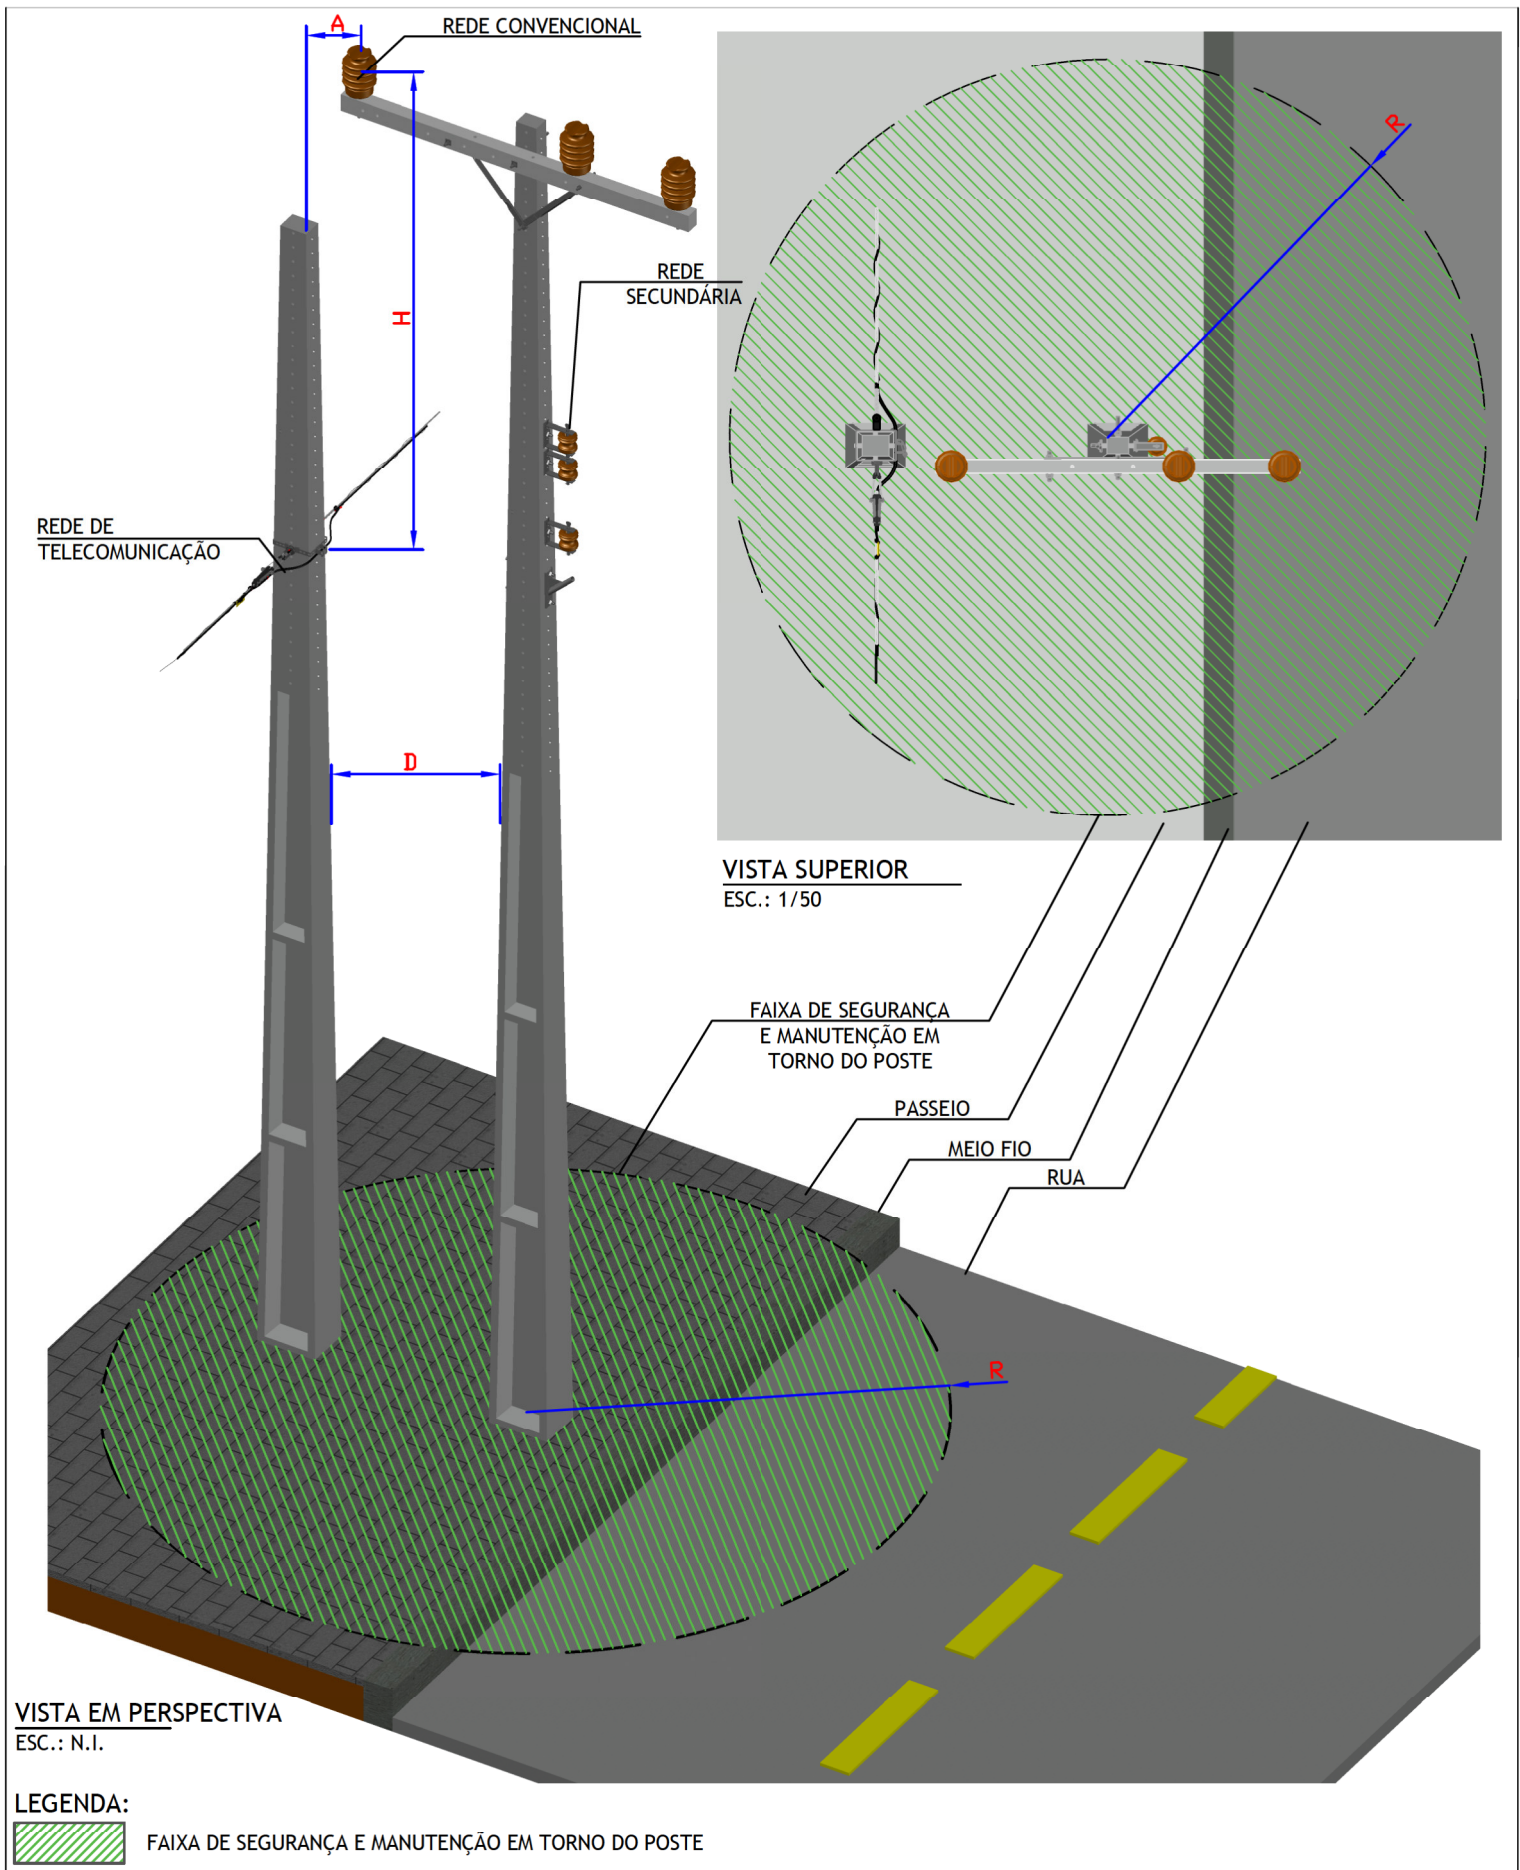 A
REDE CONVENCIONAL
R
REDE
SECUNDÁRIA
H
REDE DE
TELECOMUNICAÇÃO
D
VISTA SUPERIOR
ESC.: 1/50
FAIXA DE SEGURANÇA
E MANUTENÇÃO EM
TORNO DO POSTE
PASSEIO
MEIO FIO
RUA
R
VISTA EM PERSPECTIVA
ESC.: N.I.
LEGENDA:
FAIXA DE SEGURANÇA E MANUTENÇÃO EM TORNO DO POSTE